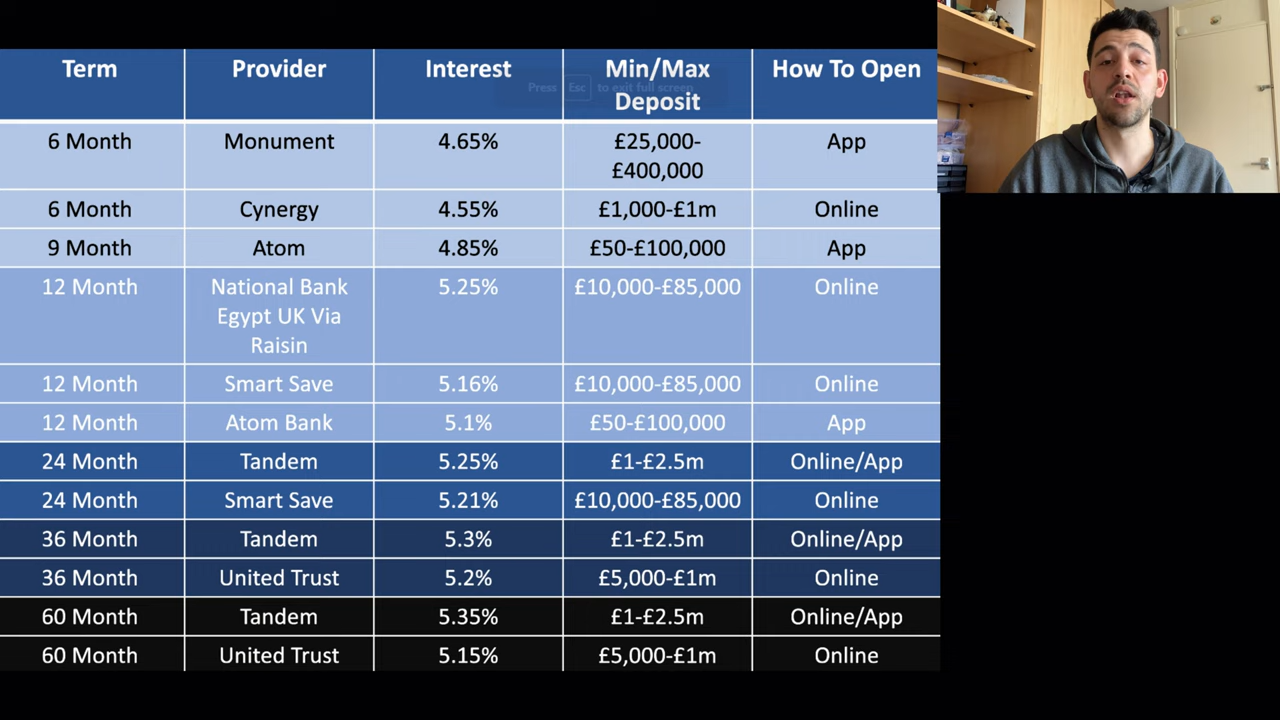 Term Provider Interest Min/Max Deposit How To Open
Press Esc to exit full screen
6 Month Monument 4.65% £25,000-£400,000 App
6 Month Cynergy 4.55% £1,000-£1m Online
9 Month Atom 4.85% £50-£100,000 App
12 Month National Bank Egypt UK Via Raisin 5.25% £10,000-£85,000 Online
12 Month Smart Save 5.16% £10,000-£85,000 Online
12 Month Atom Bank 5.1% £50-£100,000 App
24 Month Tandem 5.25% £1-£2.5m Online/App
24 Month Smart Save 5.21% £10,000-£85,000 Online
36 Month Tandem 5.3% £1-£2.5m Online/App
36 Month United Trust 5.2% £5,000-£1m Online
60 Month Tandem 5.35% £1-£2.5m Online/App
60 Month United Trust 5.15% £5,000-£1m Online